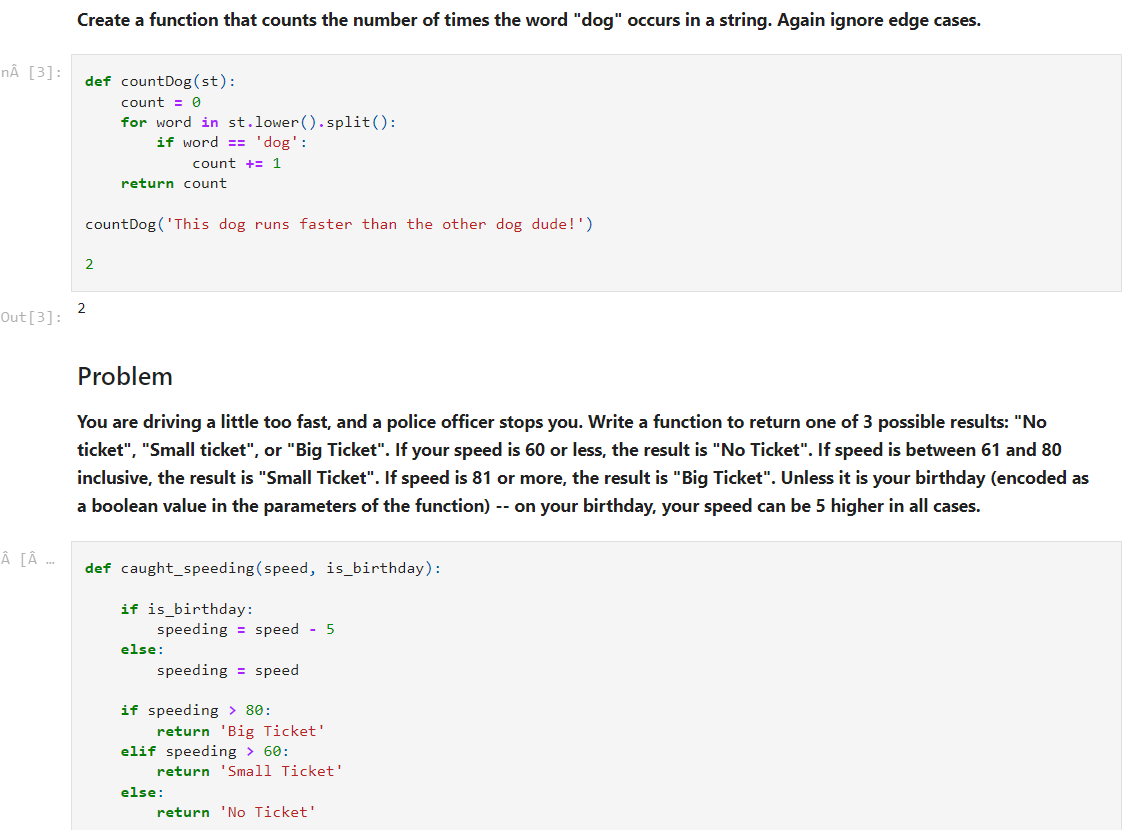 Create a function that counts the number of times the word "dog" occurs in a string. Again ignore edge cases.
nÂ [3]:
def countDog(st):
    count = 0
    for word in st.lower().split():
        if word == 'dog':
            count += 1
    return count
countDog('This dog runs faster than the other dog dude!')
2
Out[3]:
2
Problem
You are driving a little too fast, and a police officer stops you. Write a function to return one of 3 possible results: "No
ticket", "Small ticket", or "Big Ticket". If your speed is 60 or less, the result is "No Ticket". If speed is between 61 and 80
inclusive, the result is "Small Ticket". If speed is 81 or more, the result is "Big Ticket". Unless it is your birthday (encoded as
a boolean value in the parameters of the function) -- on your birthday, your speed can be 5 higher in all cases.
Â [Â …
def caught_speeding(speed, is_birthday):
    if is_birthday:
        speeding = speed - 5
    else:
        speeding = speed
    if speeding > 80:
        return 'Big Ticket'
    elif speeding > 60:
        return 'Small Ticket'
    else:
        return 'No Ticket'